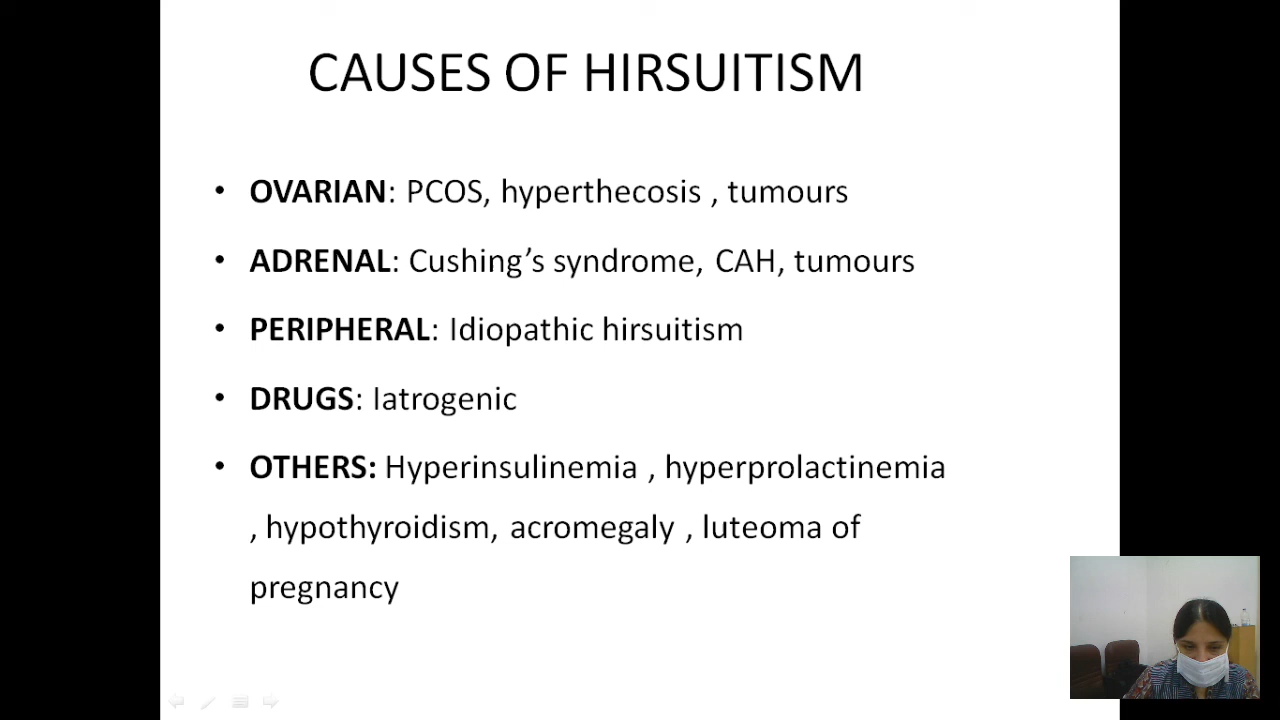 CAUSES OF HIRSUITISM
• OVARIAN: PCOS, hyperthecosis , tumours
• ADRENAL: Cushing’s syndrome, CAH, tumours
• PERIPHERAL: Idiopathic hirsuitism
• DRUGS: Iatrogenic
• OTHERS: Hyperinsulinemia , hyperprolactinemia
, hypothyroidism, acromegaly , luteoma of
pregnancy